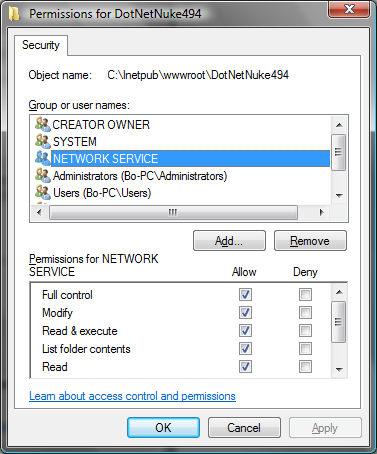 Permissions for DotNetNuke494
Security
Object name: C:\Inetpub\wwwroot\DotNetNuke494
Group or user names:
CREATOR OWNER
SYSTEM
NETWORK SERVICE
Administrators (Bo-PC\Administrators)
Users (Bo-PC\Users)
Add...
Remove
Permissions for NETWORK
SERVICE Allow Deny
Full control
Modify
Read & execute
List folder contents
Read
Learn about access control and permissions
OK
Cancel
Apply